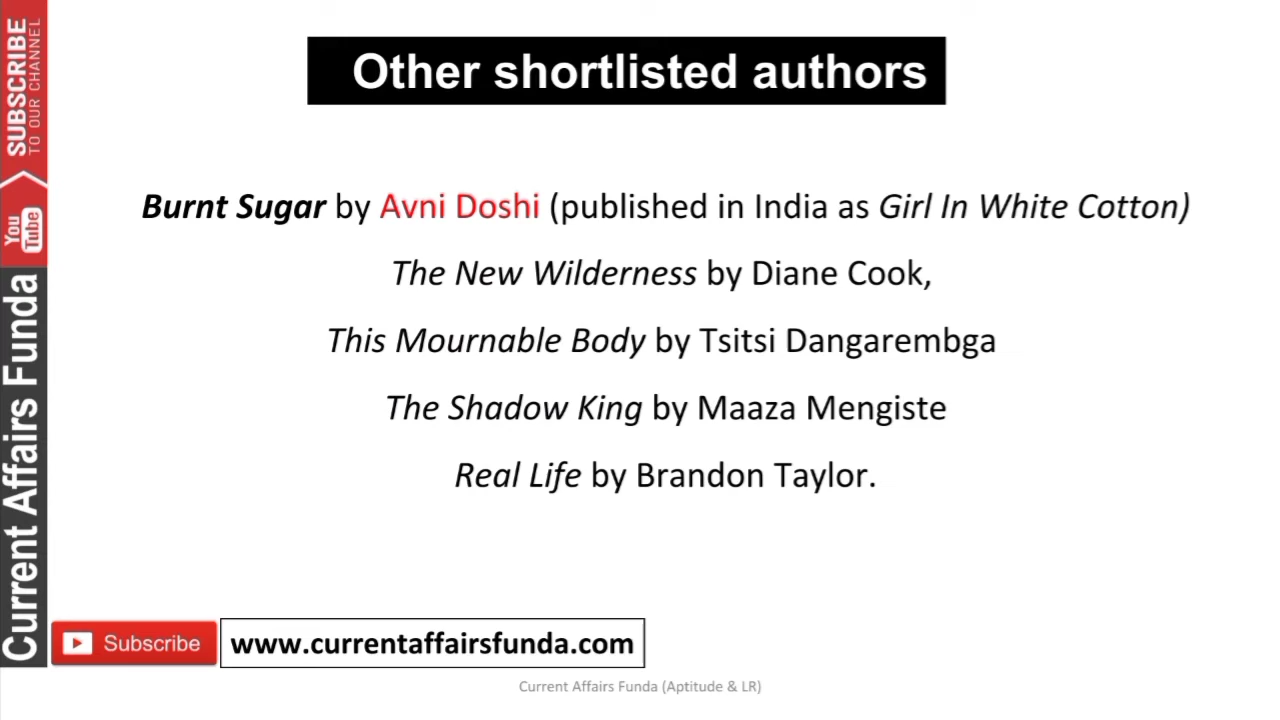 Other shortlisted authors
Burnt Sugar by Avni Doshi (published in India as Girl In White Cotton)
The New Wilderness by Diane Cook,
This Mournable Body by Tsitsi Dangarembga
The Shadow King by Maaza Mengiste
Real Life by Brandon Taylor.
SUBSCRIBE
TO OUR CHANNEL
You Tube
Current Affairs Funda
Subscribe
www.currentaffairsfunda.com
Current Affairs Funda (Aptitude & LR)